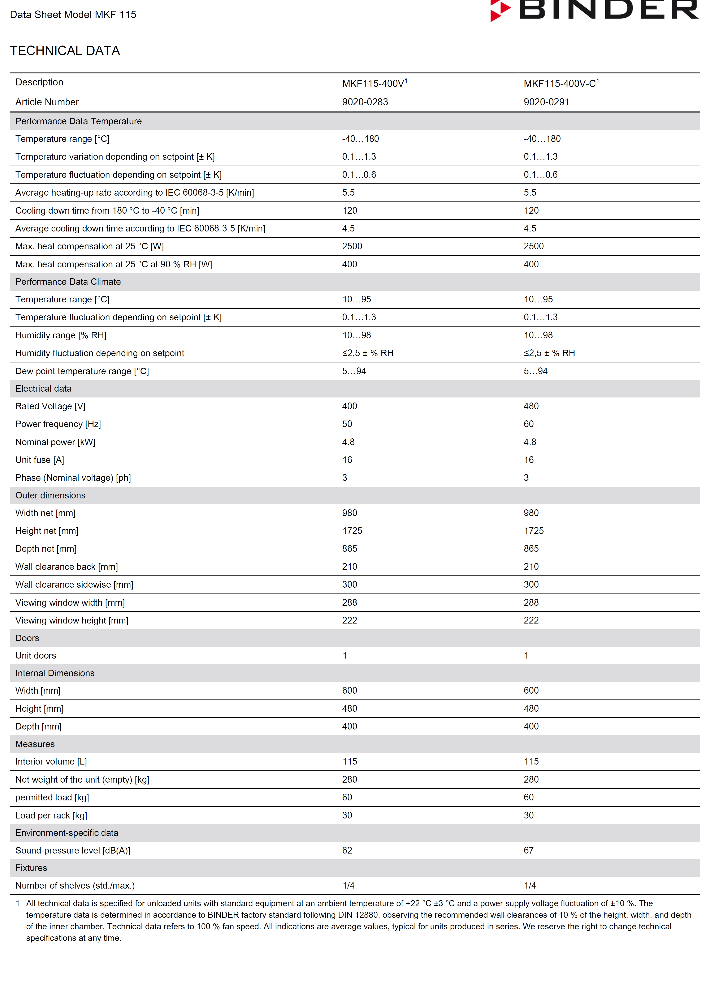 Data Sheet Model MKF 115
BINDER
TECHNICAL DATA
Description MKF115-400V¹ MKF115-400V-C¹
Article Number 9020-0283 9020-0291
Performance Data Temperature
Temperature range [°C] -40…180 -40…180
Temperature variation depending on setpoint [± K] 0.1…1.3 0.1…1.3
Temperature fluctuation depending on setpoint [± K] 0.1…0.6 0.1…0.6
Average heating-up rate according to IEC 60068-3-5 [K/min] 5.5 5.5
Cooling down time from 180 °C to -40 °C [min] 120 120
Average cooling down time according to IEC 60068-3-5 [K/min] 4.5 4.5
Max. heat compensation at 25 °C [W] 2500 2500
Max. heat compensation at 25 °C at 90 % RH [W] 400 400
Performance Data Climate
Temperature range [°C] 10…95 10…95
Temperature fluctuation depending on setpoint [± K] 0.1…1.3 0.1…1.3
Humidity range [% RH] 10…98 10…98
Humidity fluctuation depending on setpoint ≤2,5 ± % RH ≤2,5 ± % RH
Dew point temperature range [°C] 5…94 5…94
Electrical data
Rated Voltage [V] 400 480
Power frequency [Hz] 50 60
Nominal power [kW] 4.8 4.8
Unit fuse [A] 16 16
Phase (Nominal voltage) [ph] 3 3
Outer dimensions
Width net [mm] 980 980
Height net [mm] 1725 1725
Depth net [mm] 865 865
Wall clearance back [mm] 210 210
Wall clearance sidewise [mm] 300 300
Viewing window width [mm] 288 288
Viewing window height [mm] 222 222
Doors
Unit doors 1 1
Internal Dimensions
Width [mm] 600 600
Height [mm] 480 480
Depth [mm] 400 400
Measures
Interior volume [L] 115 115
Net weight of the unit (empty) [kg] 280 280
permitted load [kg] 60 60
Load per rack [kg] 30 30
Environment-specific data
Sound-pressure level [dB(A)] 62 67
Fixtures
Number of shelves (std./max.) 1/4 1/4
1 All technical data is specified for unloaded units with standard equipment at an ambient temperature of +22 °C ±3 °C and a power supply voltage fluctuation of ±10 %. The
temperature data is determined in accordance to BINDER factory standard following DIN 12880, observing the recommended wall clearances of 10 % of the height, width, and depth
of the inner chamber. Technical data refers to 100 % fan speed. All indications are average values, typical for units produced in series. We reserve the right to change technical
specifications at any time.